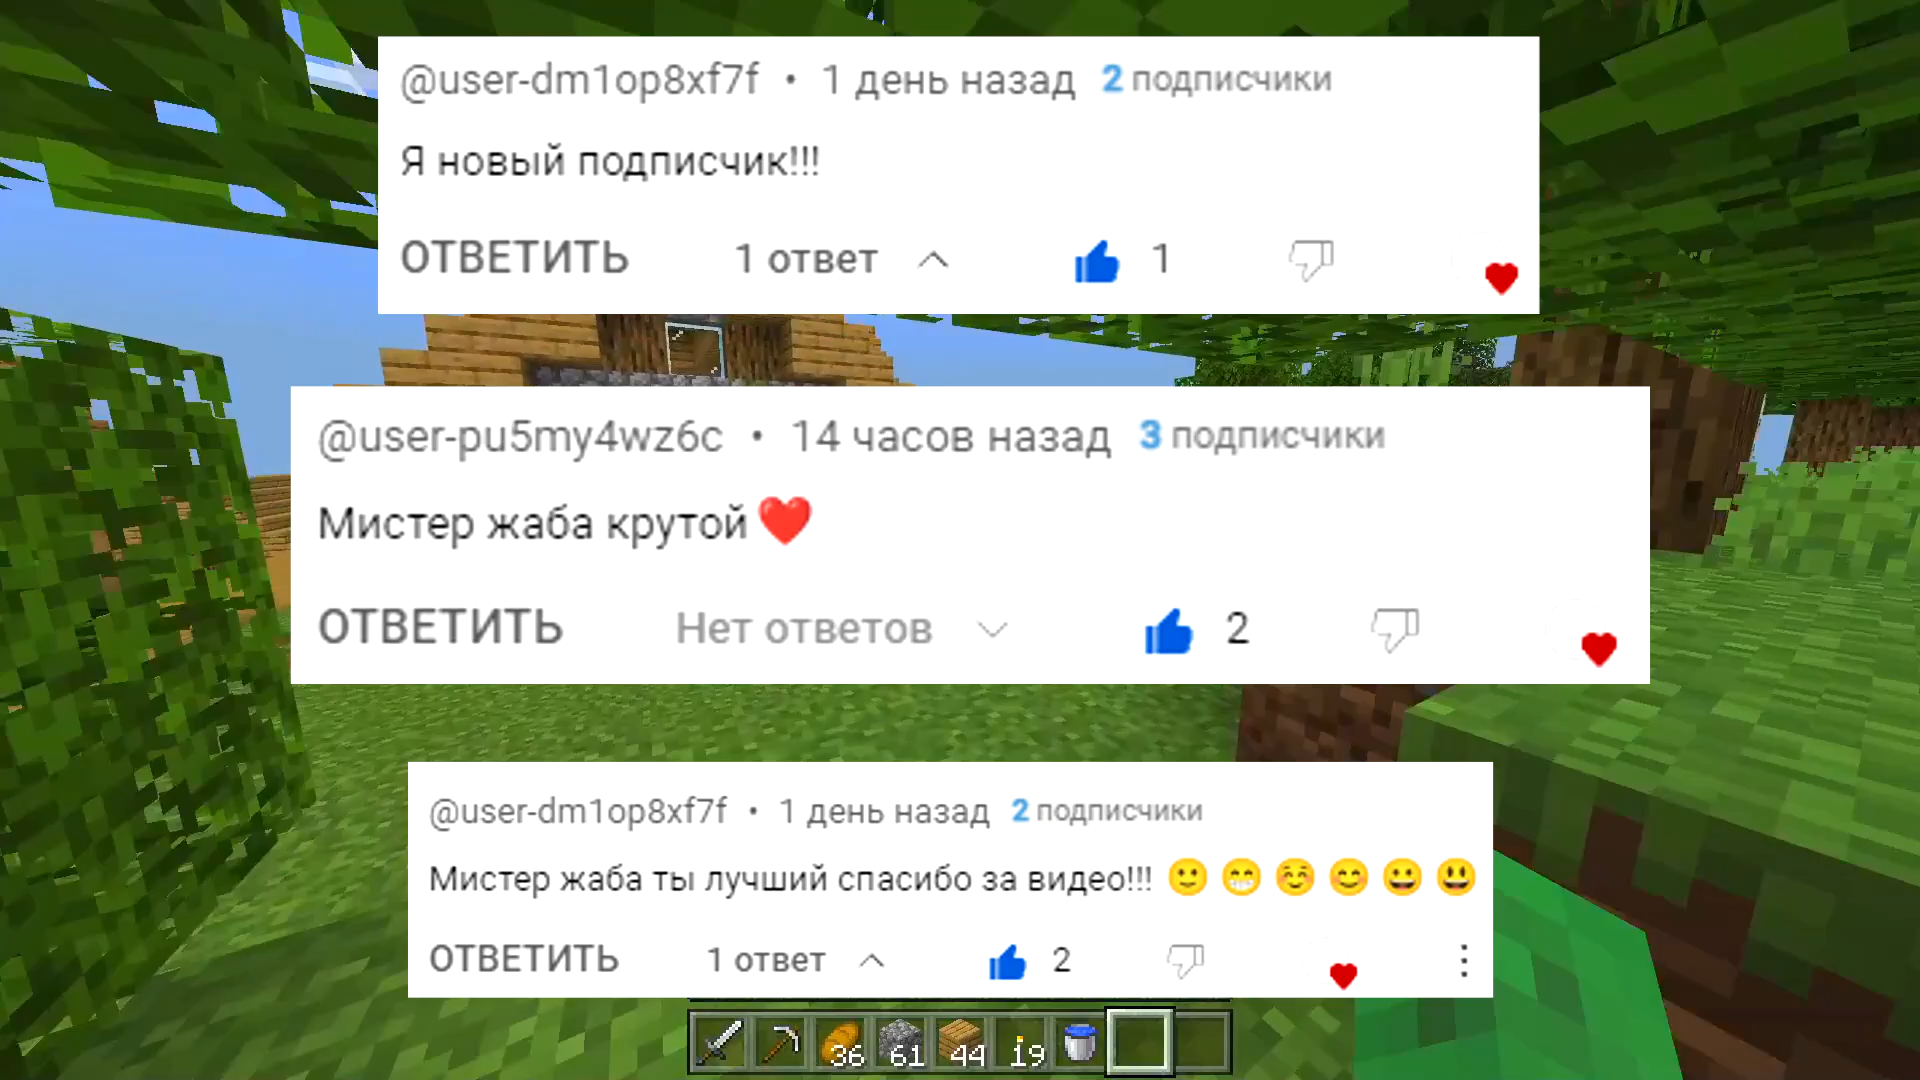 @user-dm1op8xf7f • 1 день назад 2 подписчики
Я новый подписчик!!!
ОТВЕТИТЬ 1 ответ 1
@user-pu5my4wz6c • 14 часов назад 3 подписчики
Мистер жаба крутой ❤️
ОТВЕТИТЬ Нет ответов 2
@user-dm1op8xf7f • 1 день назад 2 подписчики
Мистер жаба ты лучший спасибо за видео!!! 🙂 😁 ☺️ 😊 😀 😃
ОТВЕТИТЬ 1 ответ 2
36 61 44 19